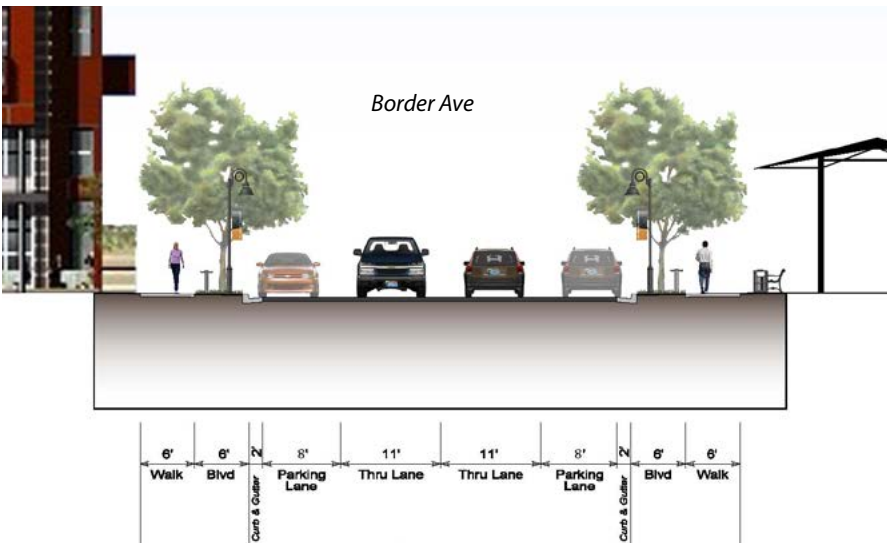 Border Ave
6' 6' 2' 8' 11' 11' 8' 2' 6' 6'
Walk Blvd Curb & Gutter Parking Lane Thru Lane Thru Lane Parking Lane Curb & Gutter Blvd Walk